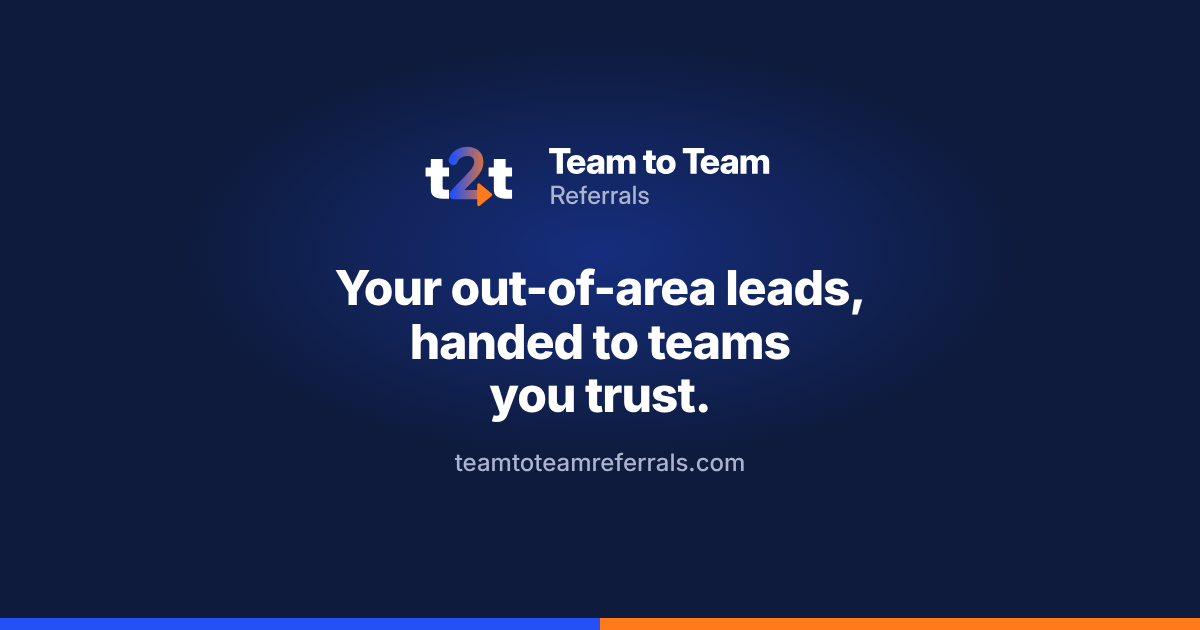 t2t
Team to Team
Referrals
Your out-of-area leads,
handed to teams
you trust.
teamtoteamreferrals.com